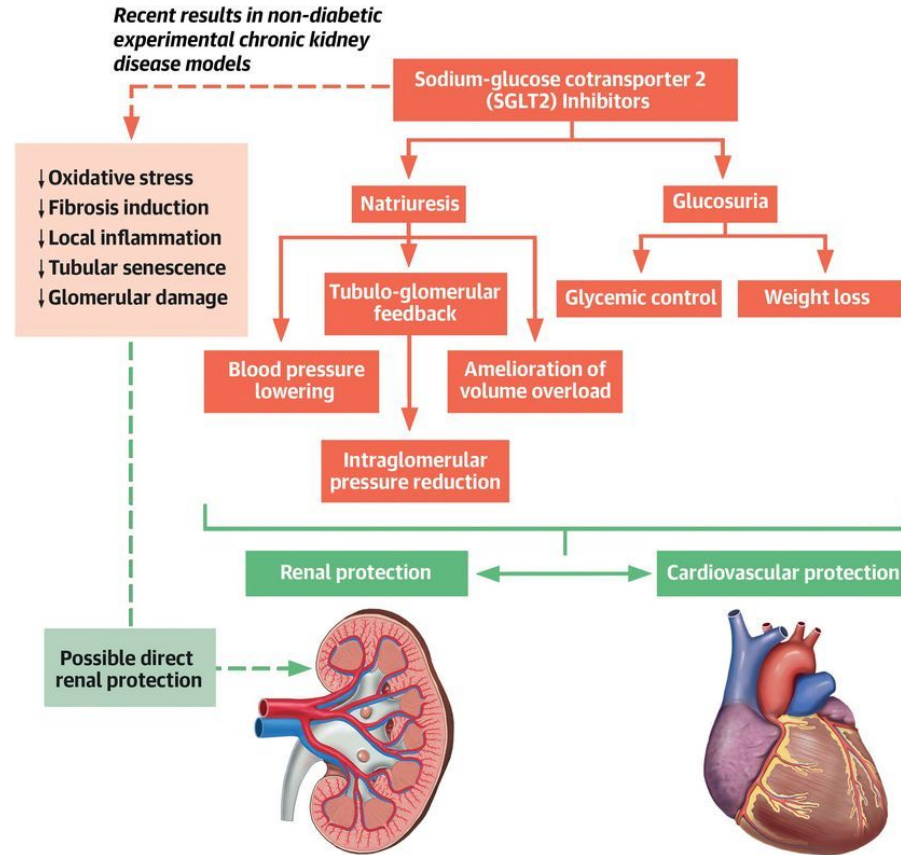 Recent results in non-diabetic
experimental chronic kidney
disease models
Sodium-glucose cotransporter 2
(SGLT2) Inhibitors
↓ Oxidative stress
↓ Fibrosis induction
↓ Local inflammation
↓ Tubular senescence
↓ Glomerular damage
Natriuresis
Glucosuria
Tubulo-glomerular
feedback
Glycemic control
Weight loss
Blood pressure
lowering
Amelioration of
volume overload
Intraglomerular
pressure reduction
Renal protection
Cardiovascular protection
Possible direct
renal protection